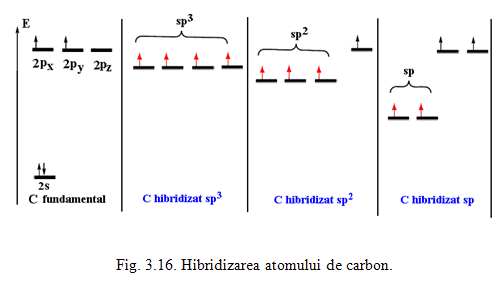 E
sp3
sp2
sp
2px 2py 2pz
2s
C fundamental
C hibridizat sp3
C hibridizat sp2
C hibridizat sp
Fig. 3.16. Hibridizarea atomului de carbon.